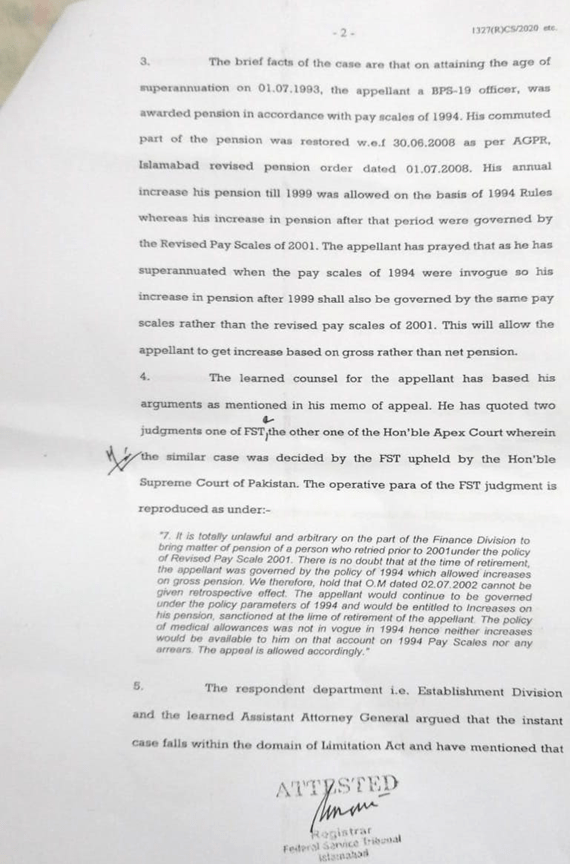 - 2 -
1327(R)CS/2020 etc.
3. The brief facts of the case are that on attaining the age of
superannuation on 01.07.1993, the appellant a BPS-19 officer, was
awarded pension in accordance with pay scales of 1994. His commuted
part of the pension was restored w.e.f 30.06.2008 as per AGPR,
Islamabad revised pension order dated 01.07.2008. His annual
increase his pension till 1999 was allowed on the basis of 1994 Rules
whereas his increase in pension after that period were governed by
the Revised Pay Scales of 2001. The appellant has prayed that as he has
superannuated when the pay scales of 1994 were invogue so his
increase in pension after 1999 shall also be governed by the same pay
scales rather than the revised pay scales of 2001. This will allow the
appellant to get increase based on gross rather than net pension.
4. The learned counsel for the appellant has based his
arguments as mentioned in his memo of appeal. He has quoted two
judgments one of FST, the other one of the Hon'ble Apex Court wherein
the similar case was decided by the FST upheld by the Hon'ble
Supreme Court of Pakistan. The operative para of the FST judgment is
reproduced as under:-
"7. It is totally unlawful and arbitrary on the part of the Finance Division to
bring matter of pension of a person who retried prior to 2001under the policy
of Revised Pay Scale 2001. There is no doubt that at the time of retirement,
the appellant was governed by the policy of 1994 which allowed increases
on gross pension. We therefore, hold that O.M dated 02.07.2002 cannot be
given retrospective effect. The appellant would continue to be governed
under the policy parameters of 1994 and would be entitled to Increases on
his pension, sanctioned at the lime of retirement of the appellant. The policy
of medical allowances was not in vogue in 1994 hence neither increases
would be available to him on that account on 1994 Pay Scales nor any
arrears. The appeal is allowed accordingly."
5. The respondent department i.e. Establishment Division
and the learned Assistant Attorney General argued that the instant
case falls within the domain of Limitation Act and have mentioned that
ATTESTED
Registrar
Federal Service Tribunal
Islamabad